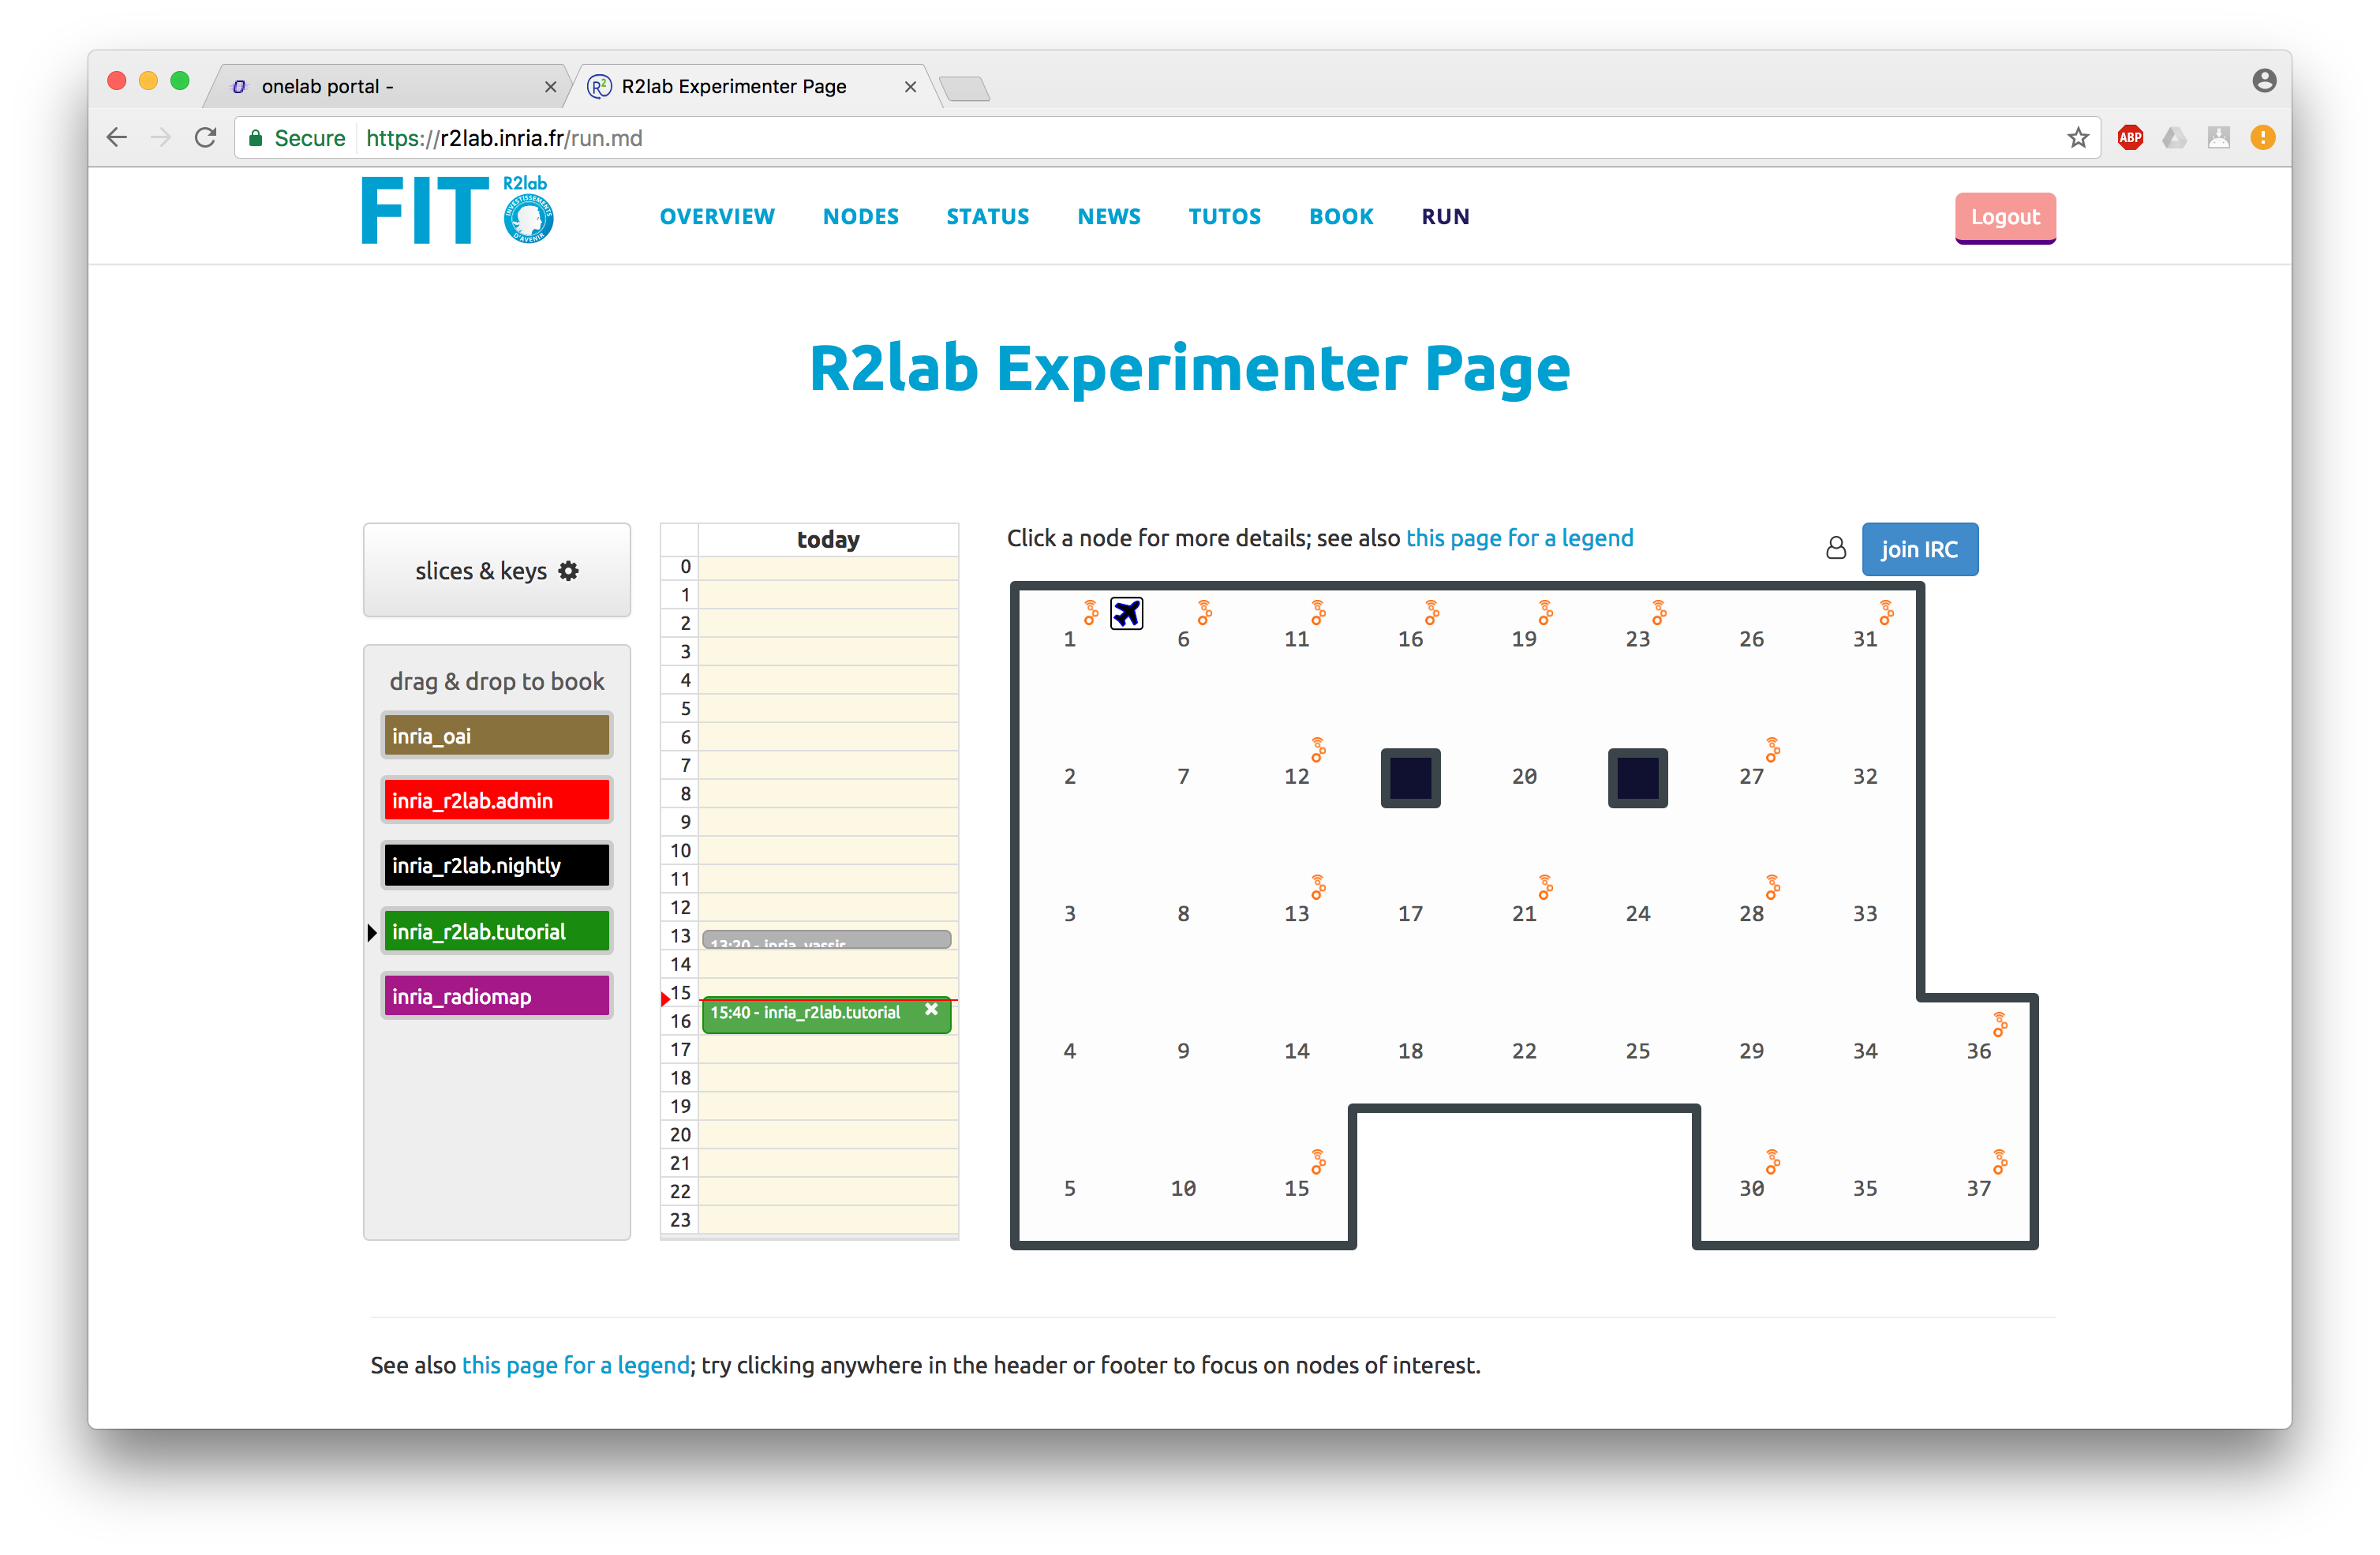 onelab portal -
R2lab Experimenter Page
Secure https://r2lab.inria.fr/run.md
ABP
FIT R2lab
INVESTISSEMENTS D'AVENIR
OVERVIEW NODES STATUS NEWS TUTOS BOOK RUN
Logout
R2lab Experimenter Page
slices & keys
drag & drop to book
inria_oai
inria_r2lab.admin
inria_r2lab.nightly
inria_r2lab.tutorial
inria_radiomap
today
0
1
2
3
4
5
6
7
8
9
10
11
12
13 13:20 - inria_yassir
14
15
15:40 - inria_r2lab.tutorial
16
17
18
19
20
21
22
23
Click a node for more details; see also this page for a legend
join IRC
1 6 11 16 19 23 26 31
2 7 12 20 27 32
3 8 13 17 21 24 28 33
4 9 14 18 22 25 29 34 36
5 10 15 30 35 37
See also this page for a legend; try clicking anywhere in the header or footer to focus on nodes of interest.